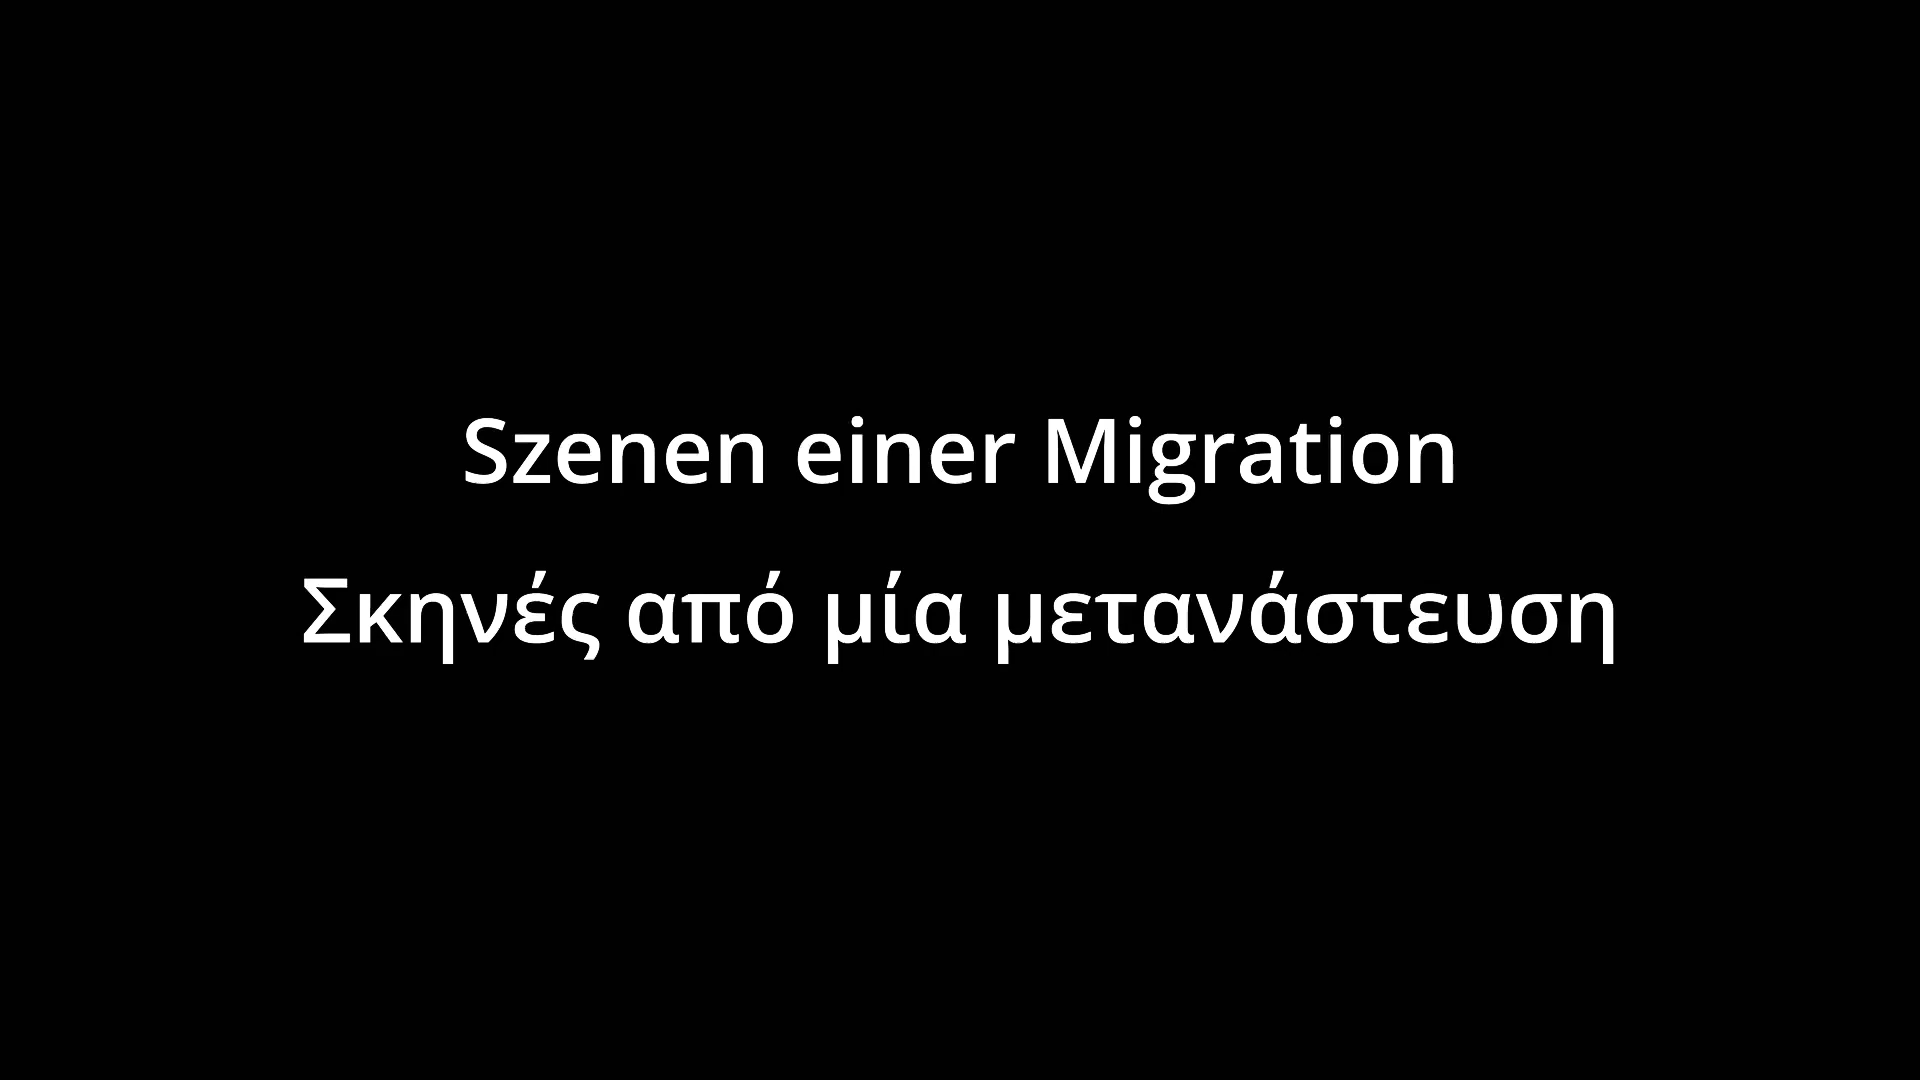 Szenen einer Migration
Σκηνές από μία μετανάστευση